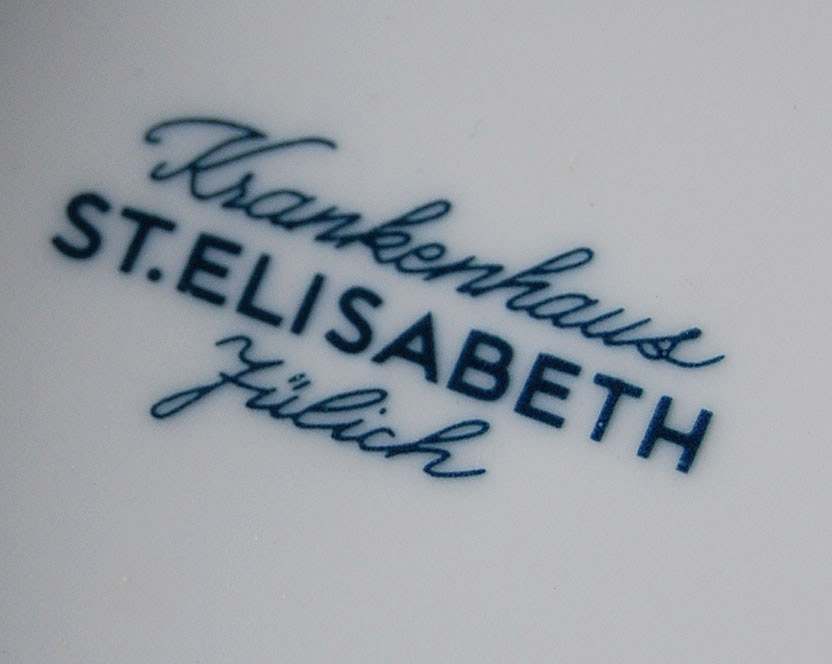 Krankenhaus
ST. ELISABETH
Jülich